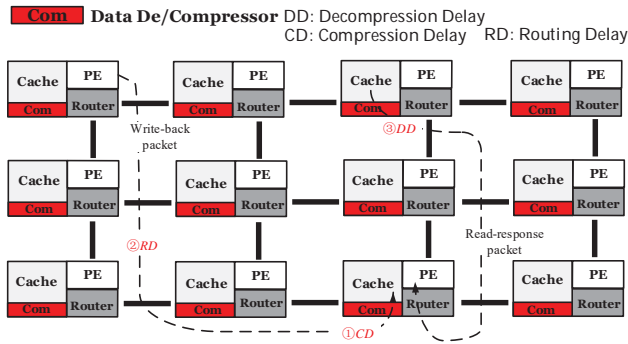 Com Data De/Compressor DD: Decompression Delay
CD: Compression Delay RD: Routing Delay
Cache PE Com Router
Cache PE Com Router
Cache PE Com Router
Cache PE Com Router
Write-back
packet
③DD
Cache PE Com Router
Cache PE Com Router
Cache PE Com Router
Cache PE Com Router
②RD
Read-response
packet
Cache PE Com Router
Cache PE Com Router
Cache PE Com Router
Cache PE Com Router
①CD